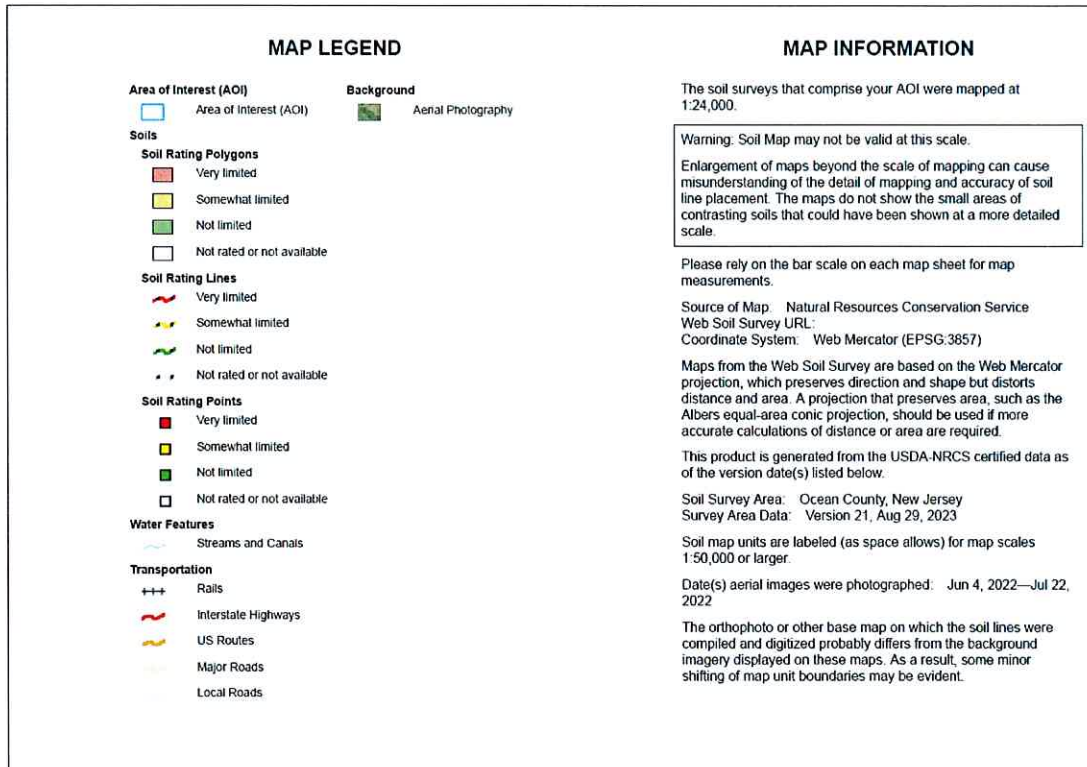 MAP LEGEND
Area of Interest (AOI)
Area of Interest (AOI)
Soils
Soil Rating Polygons
Very limited
Somewhat limited
Not limited
Not rated or not available
Soil Rating Lines
Very limited
Somewhat limited
Not limited
Not rated or not available
Soil Rating Points
Very limited
Somewhat limited
Not limited
Not rated or not available
Water Features
Streams and Canals
Transportation
Rails
Interstate Highways
US Routes
Major Roads
Local Roads
Background
Aerial Photography
MAP INFORMATION
The soil surveys that comprise your AOI were mapped at
1:24,000.
Warning: Soil Map may not be valid at this scale.
Enlargement of maps beyond the scale of mapping can cause
misunderstanding of the detail of mapping and accuracy of soil
line placement. The maps do not show the small areas of
contrasting soils that could have been shown at a more detailed
scale.
Please rely on the bar scale on each map sheet for map
measurements.
Source of Map: Natural Resources Conservation Service
Web Soil Survey URL:
Coordinate System: Web Mercator (EPSG:3857)
Maps from the Web Soil Survey are based on the Web Mercator
projection, which preserves direction and shape but distorts
distance and area. A projection that preserves area, such as the
Albers equal-area conic projection, should be used if more
accurate calculations of distance or area are required.
This product is generated from the USDA-NRCS certified data as
of the version date(s) listed below.
Soil Survey Area: Ocean County, New Jersey
Survey Area Data: Version 21, Aug 29, 2023
Soil map units are labeled (as space allows) for map scales
1:50,000 or larger.
Date(s) aerial images were photographed: Jun 4, 2022—Jul 22,
2022
The orthophoto or other base map on which the soil lines were
compiled and digitized probably differs from the background
imagery displayed on these maps. As a result, some minor
shifting of map unit boundaries may be evident.